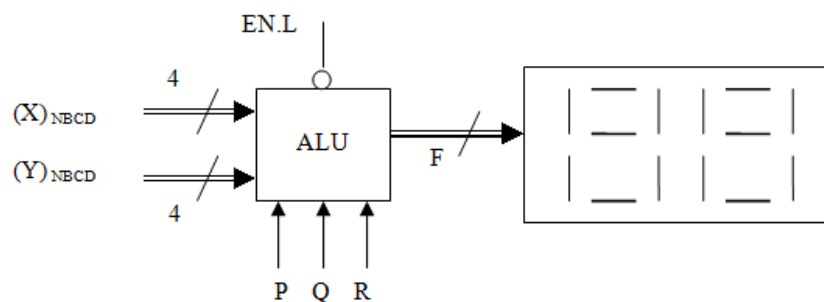 EN.L
4
(X)NBCD
ALU
F
(Y)NBCD
4
P Q R